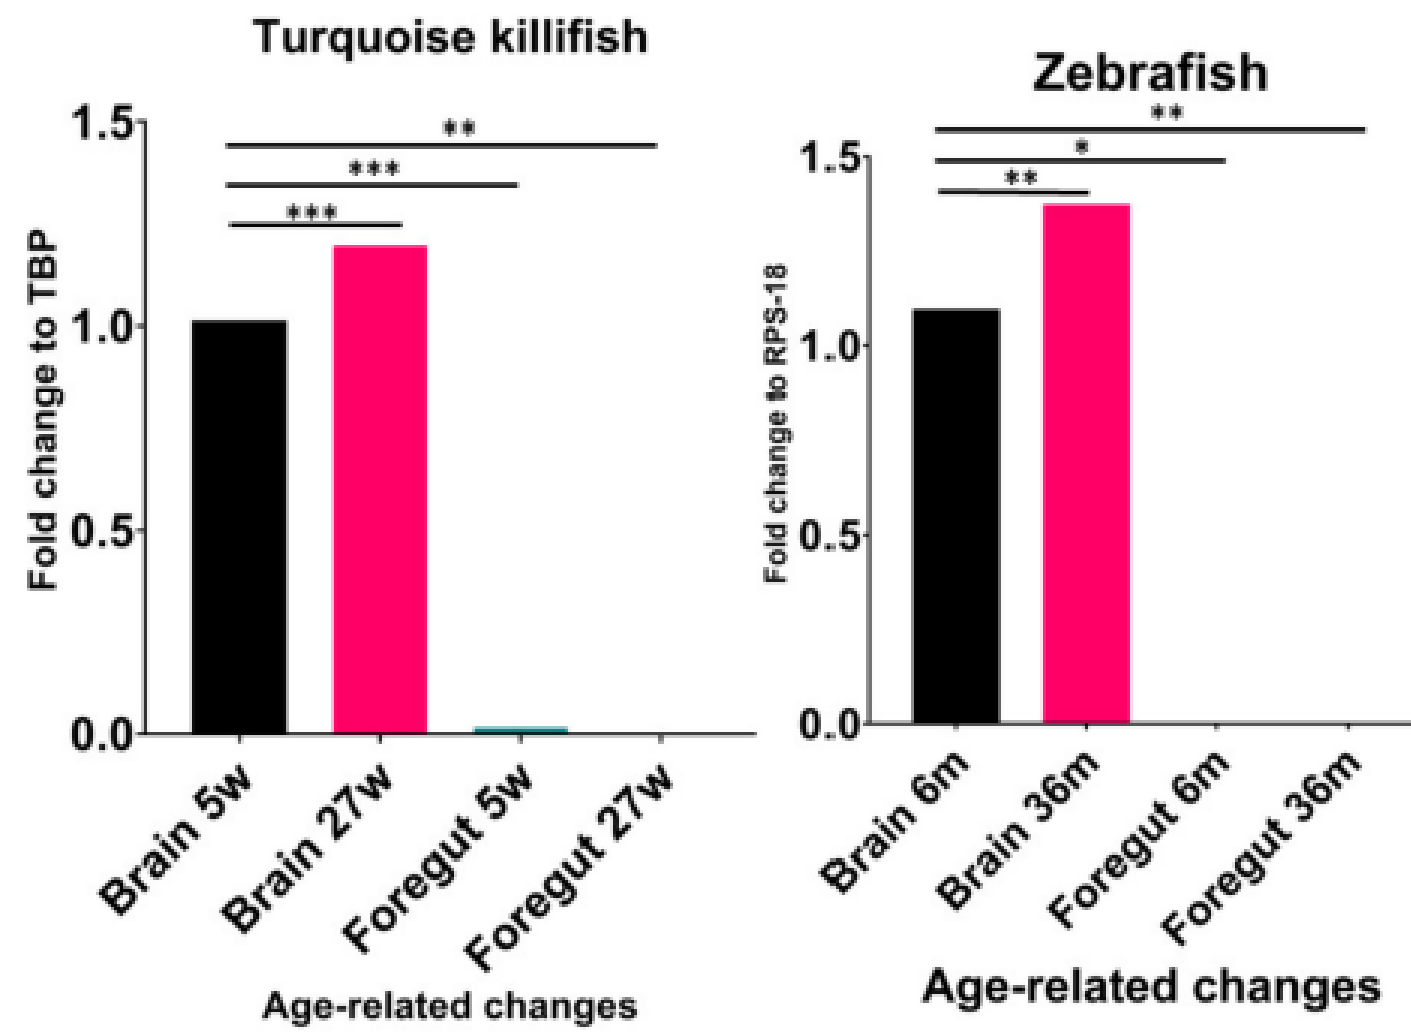 Turquoise killifish
Fold change to TBP
1.5
1.0
0.5
0.0
**
***
***
Brain 5w
Brain 27w
Foregut 5w
Foregut 27w
Age-related changes
Zebrafish
Fold change to RPS-18
1.5
1.0
0.5
0.0
**
*
**
Brain 6m
Brain 36m
Foregut 6m
Foregut 36m
Age-related changes